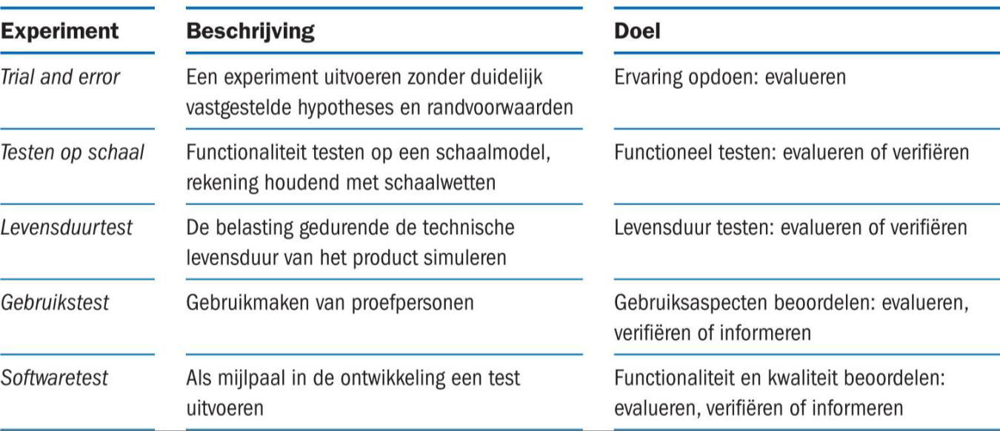 Experiment Beschrijving Doel
Trial and error Een experiment uitvoeren zonder duidelijk Ervaring opdoen: evalueren
vastgestelde hypotheses en randvoorwaarden
Testen op schaal Functionaliteit testen op een schaalmodel, Functioneel testen: evalueren of verifiëren
rekening houdend met schaalwetten
Levensduurtest De belasting gedurende de technische Levensduur testen: evalueren of verifiëren
levensduur van het product simuleren
Gebruikstest Gebruikmaken van proefpersonen Gebruiksaspecten beoordelen: evalueren,
verifiëren of informeren
Softwaretest Als mijlpaal in de ontwikkeling een test Functionaliteit en kwaliteit beoordelen:
uitvoeren evalueren, verifiëren of informeren